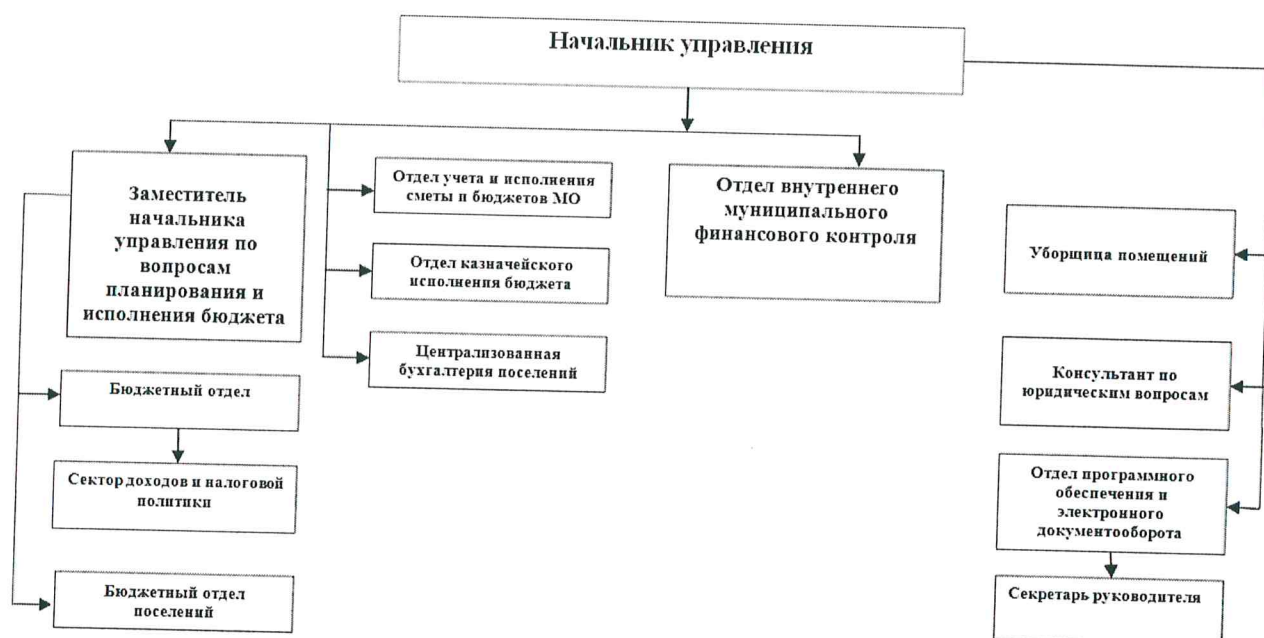 Начальник управления
Заместитель
начальника
управления по
вопросам
планирования и
исполнения бюджета
Отдел учета и исполнения
сметы и бюджетов МО
Отдел казначейского
исполнения бюджета
Централизованная
бухгалтерия поселений
Отдел внутреннего
муниципального
финансового контроля
Уборщица помещений
Консультант по
юридическим вопросам
Отдел программного
обеспечения и
электронного
документооборота
Секретарь руководителя
Бюджетный отдел
Сектор доходов и налоговой
политики
Бюджетный отдел
поселений